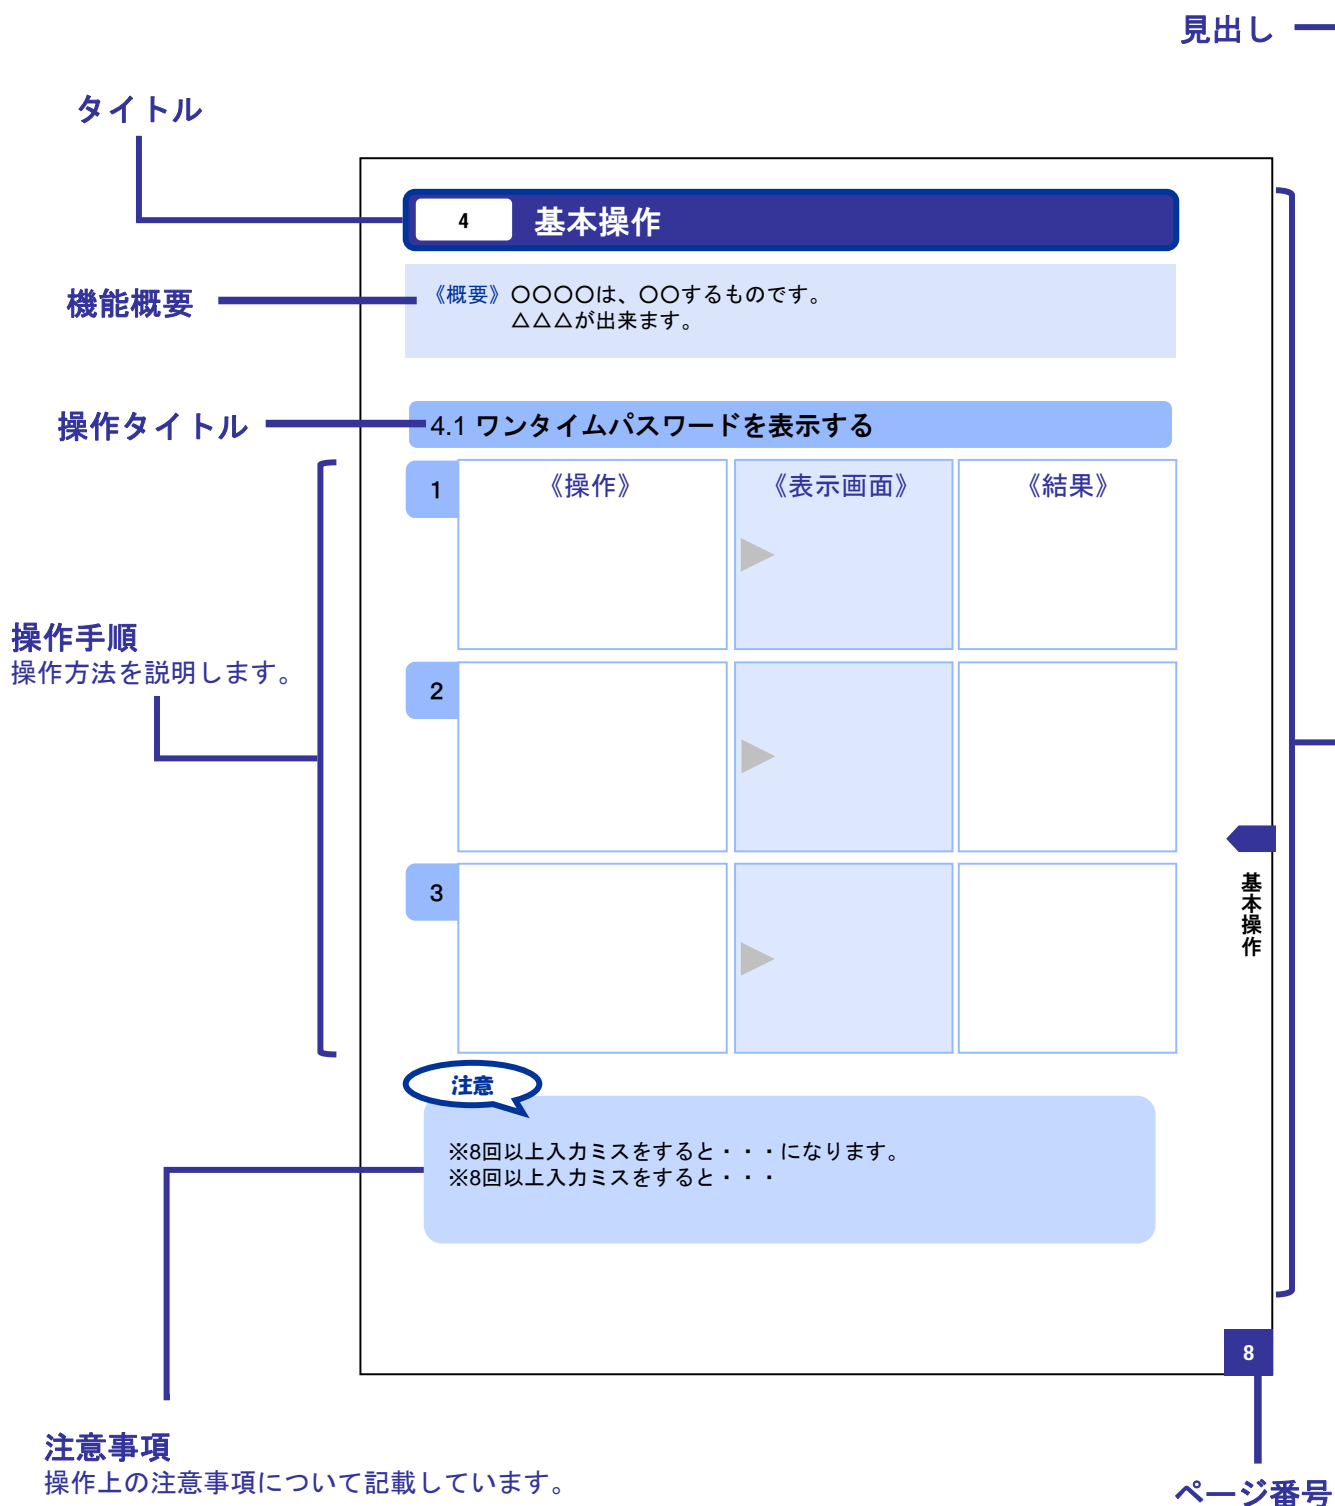 見出し
タイトル
4 基本操作
機能概要
《概要》〇〇〇〇は、〇〇するものです。
△△△が出来ます。
操作タイトル
4.1 ワンタイムパスワードを表示する
1 《操作》 《表示画面》 《結果》
操作手順
操作方法を説明します。
2
3
基本操作
注意
※8回以上入力ミスをすると・・・になります。
※8回以上入力ミスをすると・・・
8
注意事項
操作上の注意事項について記載しています。
ページ番号